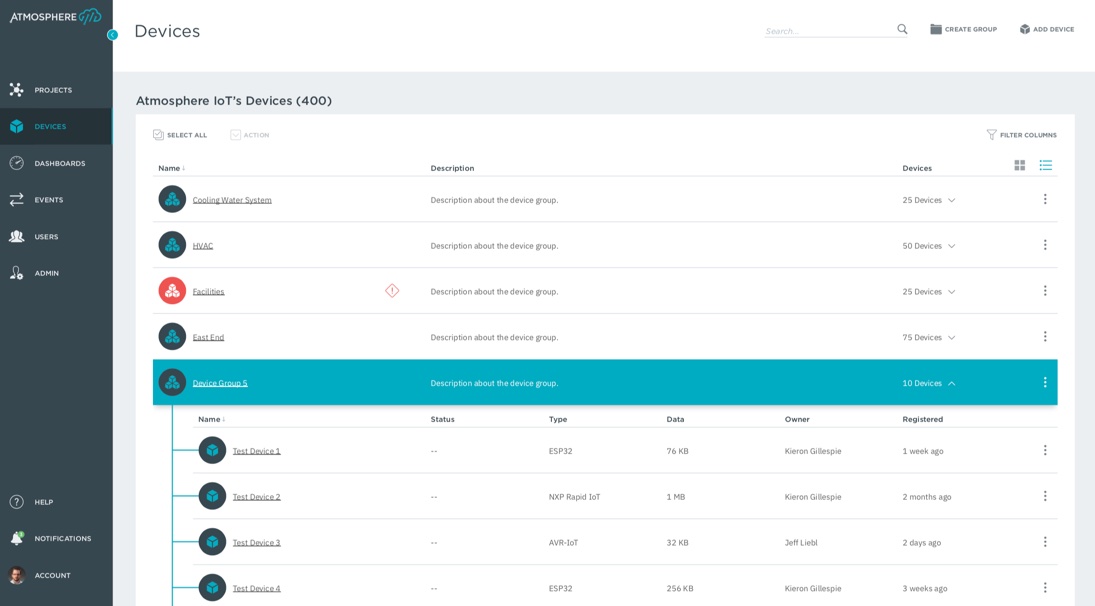 ATMOSPHERE
Devices
Search...
CREATE GROUP
ADD DEVICE
PROJECTS
DEVICES
DASHBOARDS
EVENTS
USERS
ADMIN
HELP
NOTIFICATIONS
ACCOUNT
Atmosphere IoT's Devices (400)
SELECT ALL ACTION FILTER COLUMNS
Name ↓ Description Devices
Cooling Water System Description about the device group. 25 Devices
HVAC Description about the device group. 50 Devices
Facilities ! Description about the device group. 25 Devices
East End Description about the device group. 75 Devices
Device Group 5 Description about the device group. 10 Devices
Name ↓ Status Type Data Owner Registered
Test Device 1 -- ESP32 76 KB Kieron Gillespie 1 week ago
Test Device 2 -- NXP Rapid IoT 1 MB Kieron Gillespie 2 months ago
Test Device 3 -- AVR-IoT 32 KB Jeff Liebl 2 days ago
Test Device 4 -- ESP32 256 KB Kieron Gillespie 3 weeks ago